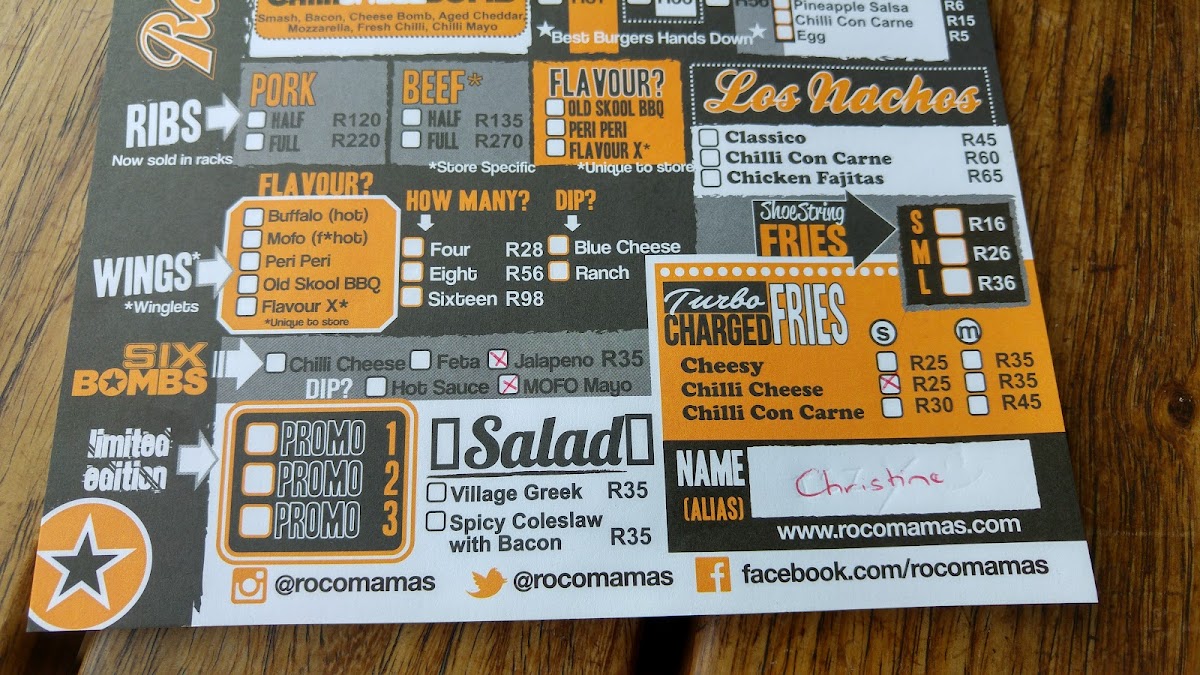 Smash, Bacon, Cheese Bomb, Aged Cheddar,
Mozzarella, Fresh Chilli, Chilli Mayo
*Best Burgers Hands Down*
Pineapple Salsa R6
Chilli Con Carne R15
Egg R5
RIBS
Now sold in racks
PORK
HALF R120
FULL R220
BEEF*
HALF R135
FULL R270
*Store Specific
FLAVOUR?
OLD SKOOL BBQ
PERI PERI
FLAVOUR X*
*Unique to store
Los Nachos
Classico R45
Chilli Con Carne R60
Chicken Fajitas R65
WINGS*
*Winglets
FLAVOUR?
Buffalo (hot)
Mofo (f*hot)
Peri Peri
Old Skool BBQ
Flavour X*
*Unique to store
HOW MANY?
Four R28
Eight R56
Sixteen R98
DIP?
Blue Cheese
Ranch
ShoeString
FRIES
S R16
M R26
L R36
Turbo
CHARGED FRIES
s m
Cheesy R25 R35
Chilli Cheese R25 R35
Chilli Con Carne R30 R45
SIX
BOMBS
Chilli Cheese Feta Jalapeno R35
DIP? Hot Sauce MOFO Mayo
limited
edition
PROMO 1
PROMO 2
PROMO 3
Salad
Village Greek R35
Spicy Coleslaw
with Bacon R35
NAME
(ALIAS)
Christine
www.rocomamas.com
@rocomamas @rocomamas facebook.com/rocomamas